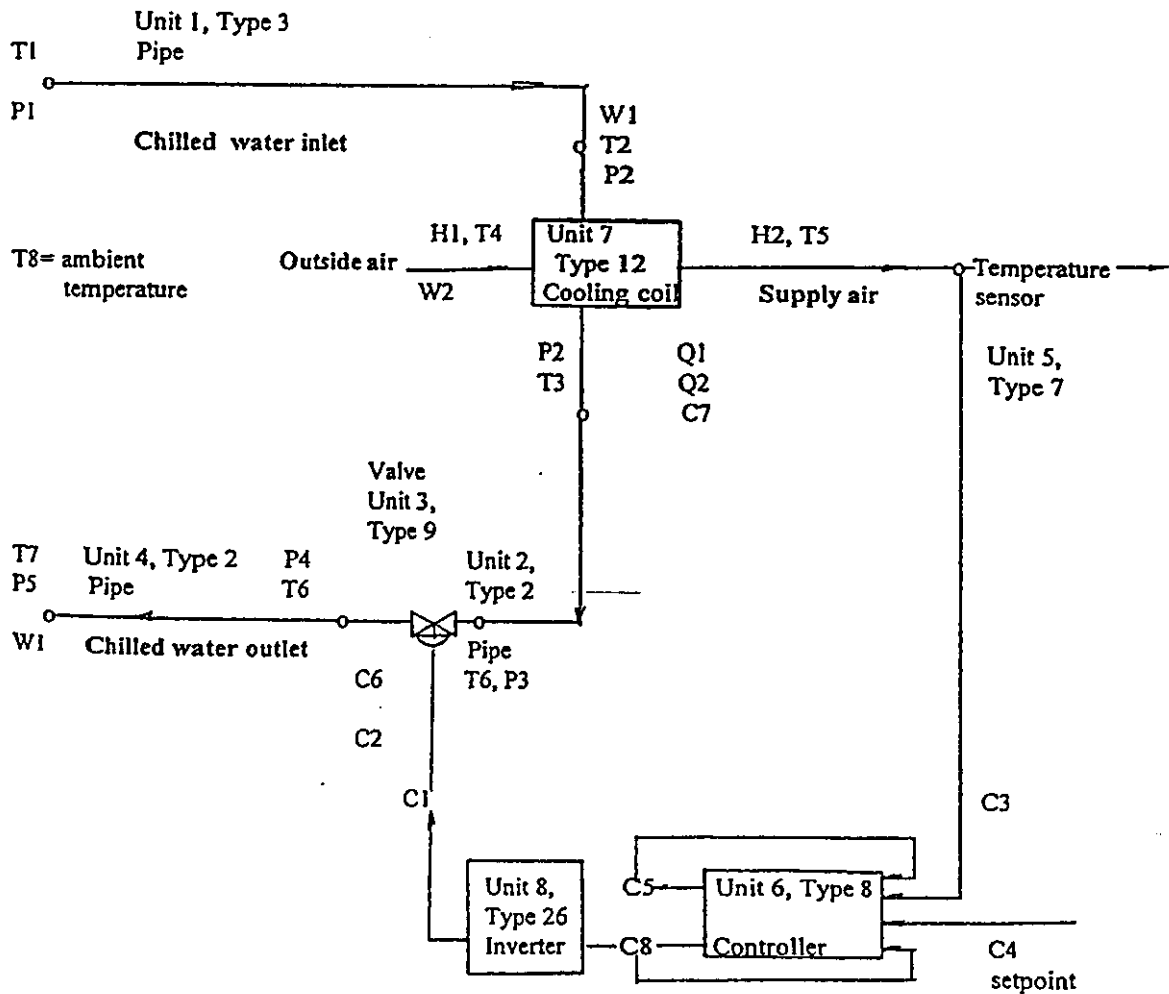 Unit 1, Type 3
T1
Pipe
P1
Chilled water inlet
W1
T2
P2
T8= ambient
temperature
Outside air
H1, T4
W2
Unit 7
Type 12
Cooling coil
H2, T5
Supply air
Temperature
sensor
Unit 5,
Type 7
P2
T3
Q1
Q2
C7
Valve
Unit 3,
Type 9
T7
P5
W1
Unit 4, Type 2
Pipe
Chilled water outlet
P4
T6
Unit 2,
Type 2
Pipe
T6, P3
C6
C2
C1
C3
Unit 8,
Type 26
Inverter
C5
C8
Unit 6, Type 8
Controller
C4
setpoint